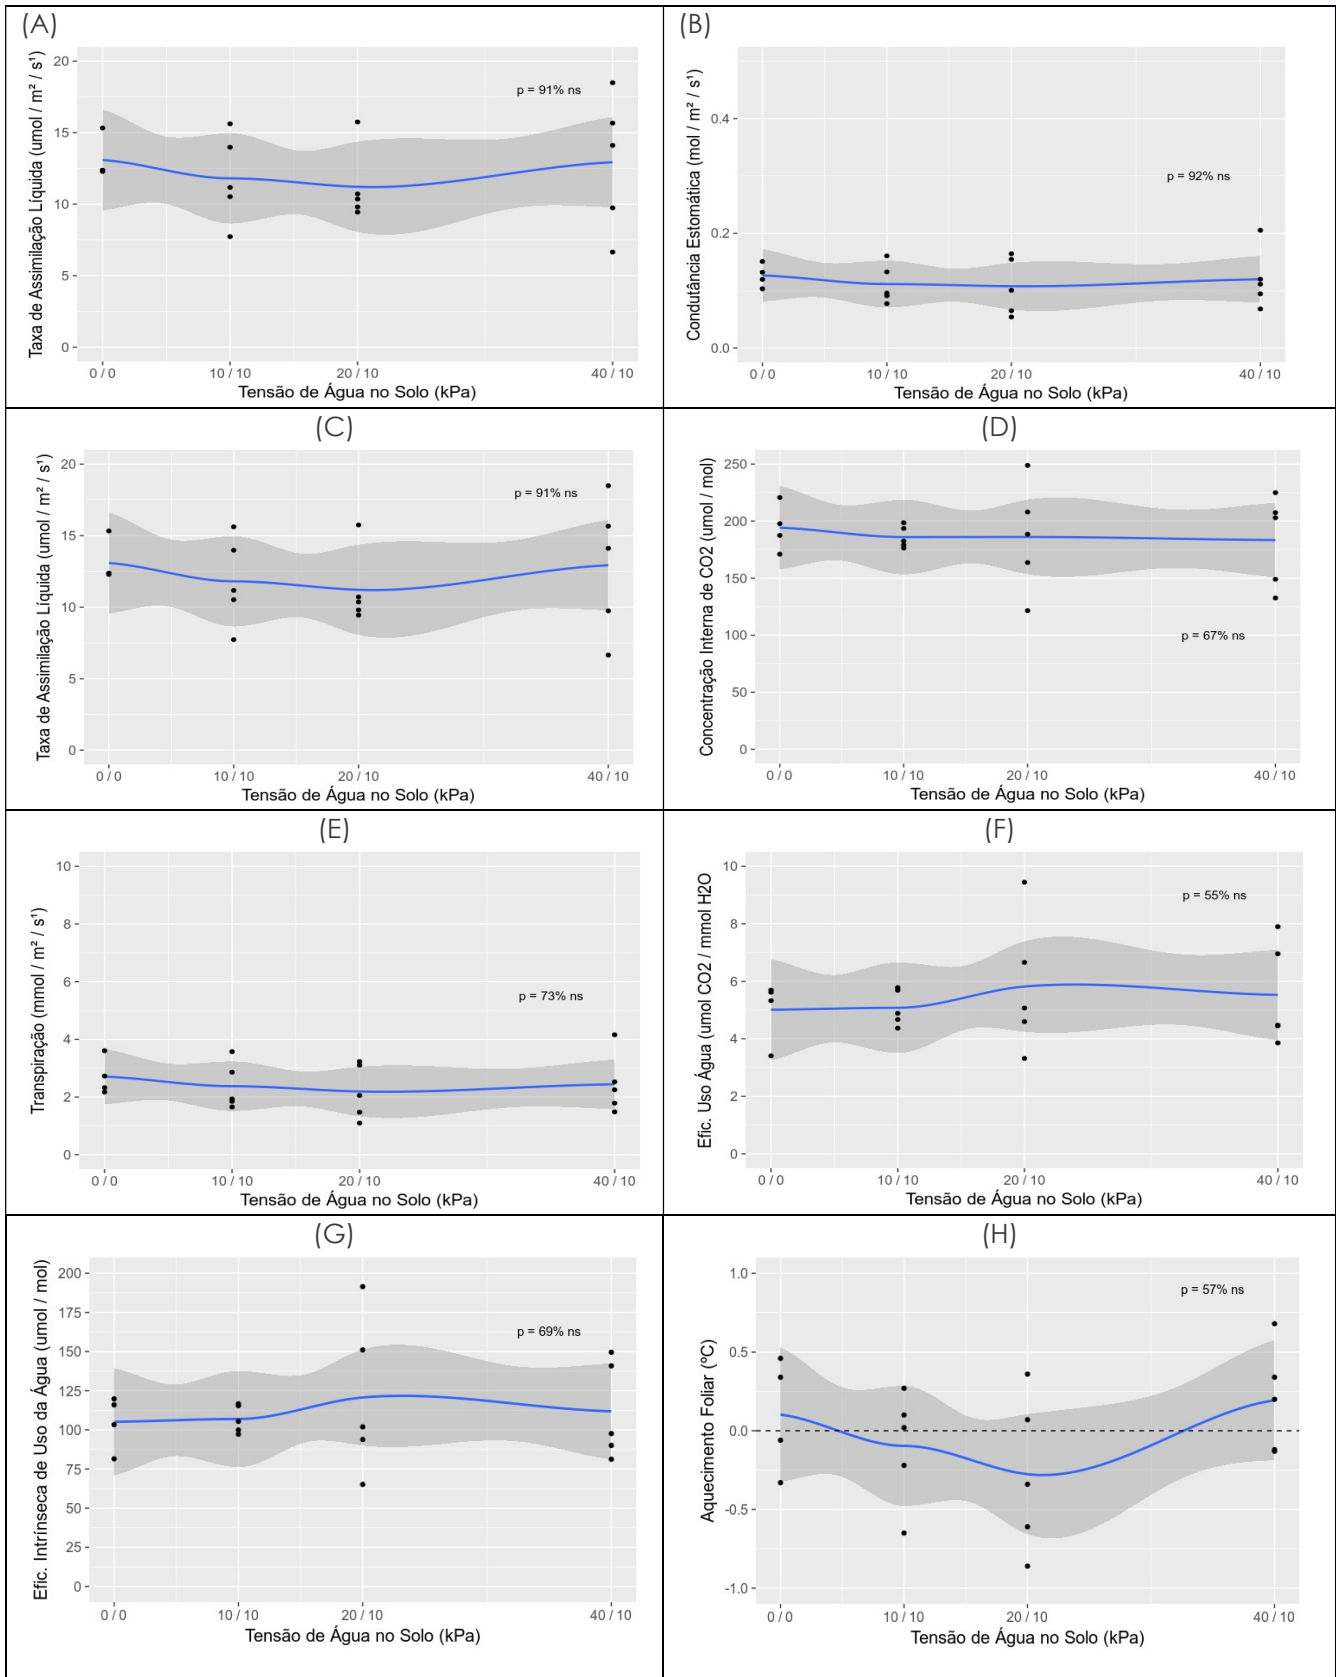 (A)
Taxa de Assimilação Líquida (umol / m² / s¹)
20
15
10
5
0
p = 91% ns
0 / 0
10 / 10
20 / 10
40 / 10
Tensão de Água no Solo (kPa)
(B)
Condutância Estomática (mol / m² / s¹)
0.4
0.2
0.0
p = 92% ns
0 / 0
10 / 10
20 / 10
40 / 10
Tensão de Água no Solo (kPa)
(C)
Taxa de Assimilação Líquida (umol / m² / s¹)
20
15
10
5
0
p = 91% ns
0 / 0
10 / 10
20 / 10
40 / 10
Tensão de Água no Solo (kPa)
(D)
Concentração Interna de CO2 (umol / mol)
250
200
150
100
50
0
p = 67% ns
0 / 0
10 / 10
20 / 10
40 / 10
Tensão de Água no Solo (kPa)
(E)
Transpiração (mmol / m² / s¹)
10
8
6
4
2
0
p = 73% ns
0 / 0
10 / 10
20 / 10
40 / 10
Tensão de Água no Solo (kPa)
(F)
Efic. Uso Água (umol CO2 / mmol H2O
10
8
6
4
2
0
p = 55% ns
0 / 0
10 / 10
20 / 10
40 / 10
Tensão de Água no Solo (kPa)
(G)
Efic. Intrínseca de Uso da Água (umol / mol)
200
175
150
125
100
75
50
25
0
p = 69% ns
0 / 0
10 / 10
20 / 10
40 / 10
Tensão de Água no Solo (kPa)
(H)
Aquecimento Foliar (ºC)
1.0
0.5
0.0
-0.5
-1.0
p = 57% ns
0 / 0
10 / 10
20 / 10
40 / 10
Tensão de Água no Solo (kPa)